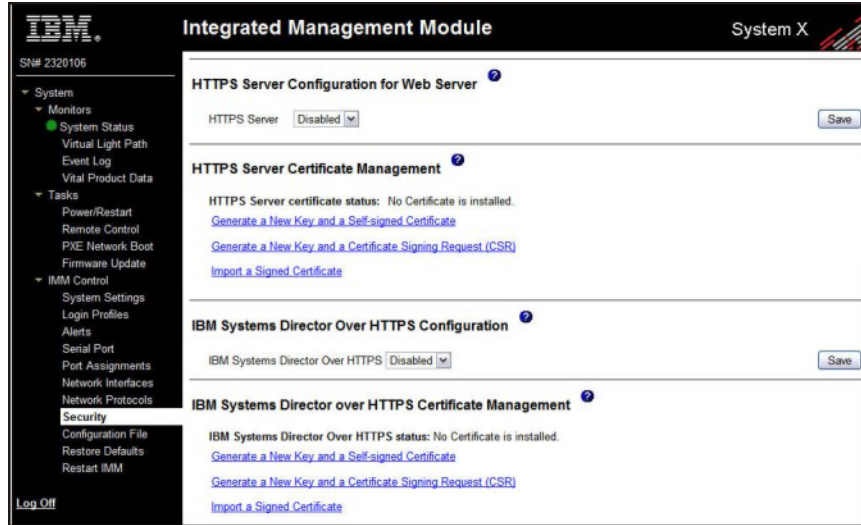 IBM.
Integrated Management Module
System X
SN# 2320106
System
Monitors
System Status
Virtual Light Path
Event Log
Vital Product Data
Tasks
Power/Restart
Remote Control
PXE Network Boot
Firmware Update
IMM Control
System Settings
Login Profiles
Alerts
Serial Port
Port Assignments
Network Interfaces
Network Protocols
Security
Configuration File
Restore Defaults
Restart IMM
Log Off
HTTPS Server Configuration for Web Server ?
HTTPS Server Disabled Save
HTTPS Server Certificate Management ?
HTTPS Server certificate status: No Certificate is installed.
Generate a New Key and a Self-signed Certificate
Generate a New Key and a Certificate Signing Request (CSR)
Import a Signed Certificate
IBM Systems Director Over HTTPS Configuration ?
IBM Systems Director Over HTTPS Disabled Save
IBM Systems Director over HTTPS Certificate Management ?
IBM Systems Director Over HTTPS status: No Certificate is installed.
Generate a New Key and a Self-signed Certificate
Generate a New Key and a Certificate Signing Request (CSR)
Import a Signed Certificate